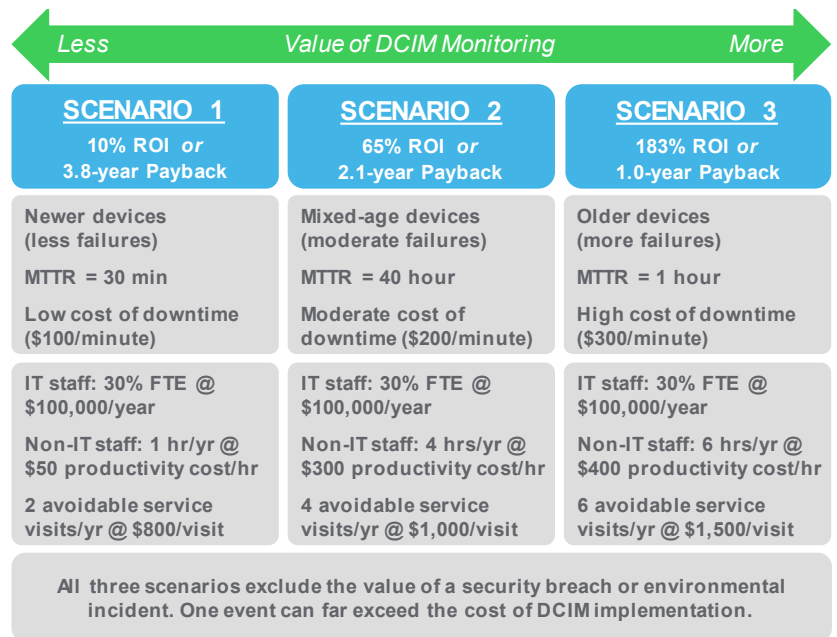 Less Value of DCIM Monitoring More
SCENARIO 1
10% ROI or
3.8-year Payback
SCENARIO 2
65% ROI or
2.1-year Payback
SCENARIO 3
183% ROI or
1.0-year Payback
Newer devices
(less failures)
MTTR = 30 min
Low cost of downtime
($100/minute)
Mixed-age devices
(moderate failures)
MTTR = 40 hour
Moderate cost of
downtime ($200/minute)
Older devices
(more failures)
MTTR = 1 hour
High cost of downtime
($300/minute)
IT staff: 30% FTE @
$100,000/year
Non-IT staff: 1 hr/yr @
$50 productivity cost/hr
2 avoidable service
visits/yr @ $800/visit
IT staff: 30% FTE @
$100,000/year
Non-IT staff: 4 hrs/yr @
$300 productivity cost/hr
4 avoidable service
visits/yr @ $1,000/visit
IT staff: 30% FTE @
$100,000/year
Non-IT staff: 6 hrs/yr @
$400 productivity cost/hr
6 avoidable service
visits/yr @ $1,500/visit
All three scenarios exclude the value of a security breach or environmental
incident. One event can far exceed the cost of DCIM implementation.